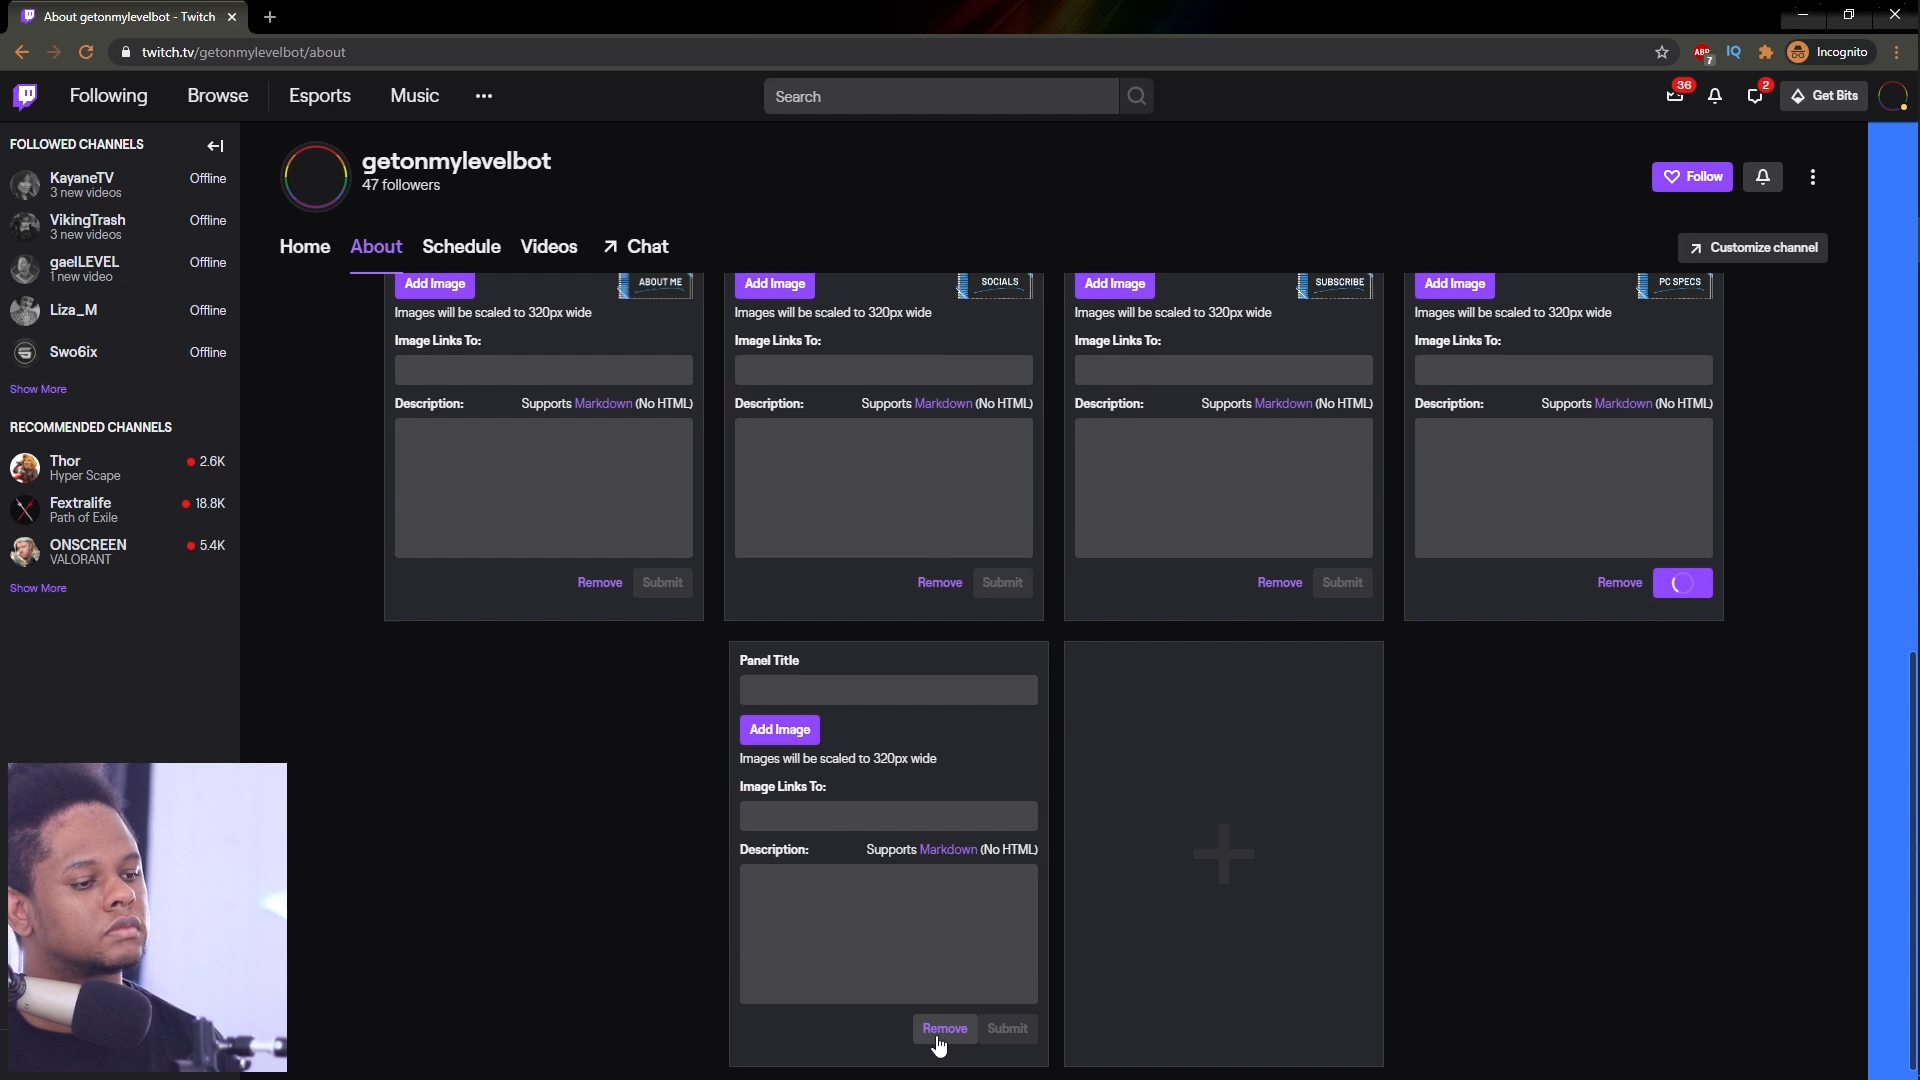 About getonmylevelbot - Twitch
twitch.tv/getonmylevelbot/about
ABP
7
IQ
Incognito
Following
Browse
Esports
Music
Search
36
2
Get Bits
FOLLOWED CHANNELS
KayaneTV
Offline
3 new videos
VikingTrash
Offline
3 new videos
gaelLEVEL
Offline
1 new video
Liza_M
Offline
Swo6ix
Offline
Show More
RECOMMENDED CHANNELS
Thor
2.6K
Hyper Scape
Fextralife
18.8K
Path of Exile
ONSCREEN
5.4K
VALORANT
Show More
getonmylevelbot
47 followers
Follow
Home
About
Schedule
Videos
Chat
Customize channel
Add Image
ABOUT ME
Images will be scaled to 320px wide
Image Links To:
Description:
Supports Markdown (No HTML)
Remove
Submit
Add Image
SOCIALS
Images will be scaled to 320px wide
Image Links To:
Description:
Supports Markdown (No HTML)
Remove
Submit
Add Image
SUBSCRIBE
Images will be scaled to 320px wide
Image Links To:
Description:
Supports Markdown (No HTML)
Remove
Submit
Add Image
PC SPECS
Images will be scaled to 320px wide
Image Links To:
Description:
Supports Markdown (No HTML)
Remove
Panel Title
Add Image
Images will be scaled to 320px wide
Image Links To:
Description:
Supports Markdown (No HTML)
Remove
Submit